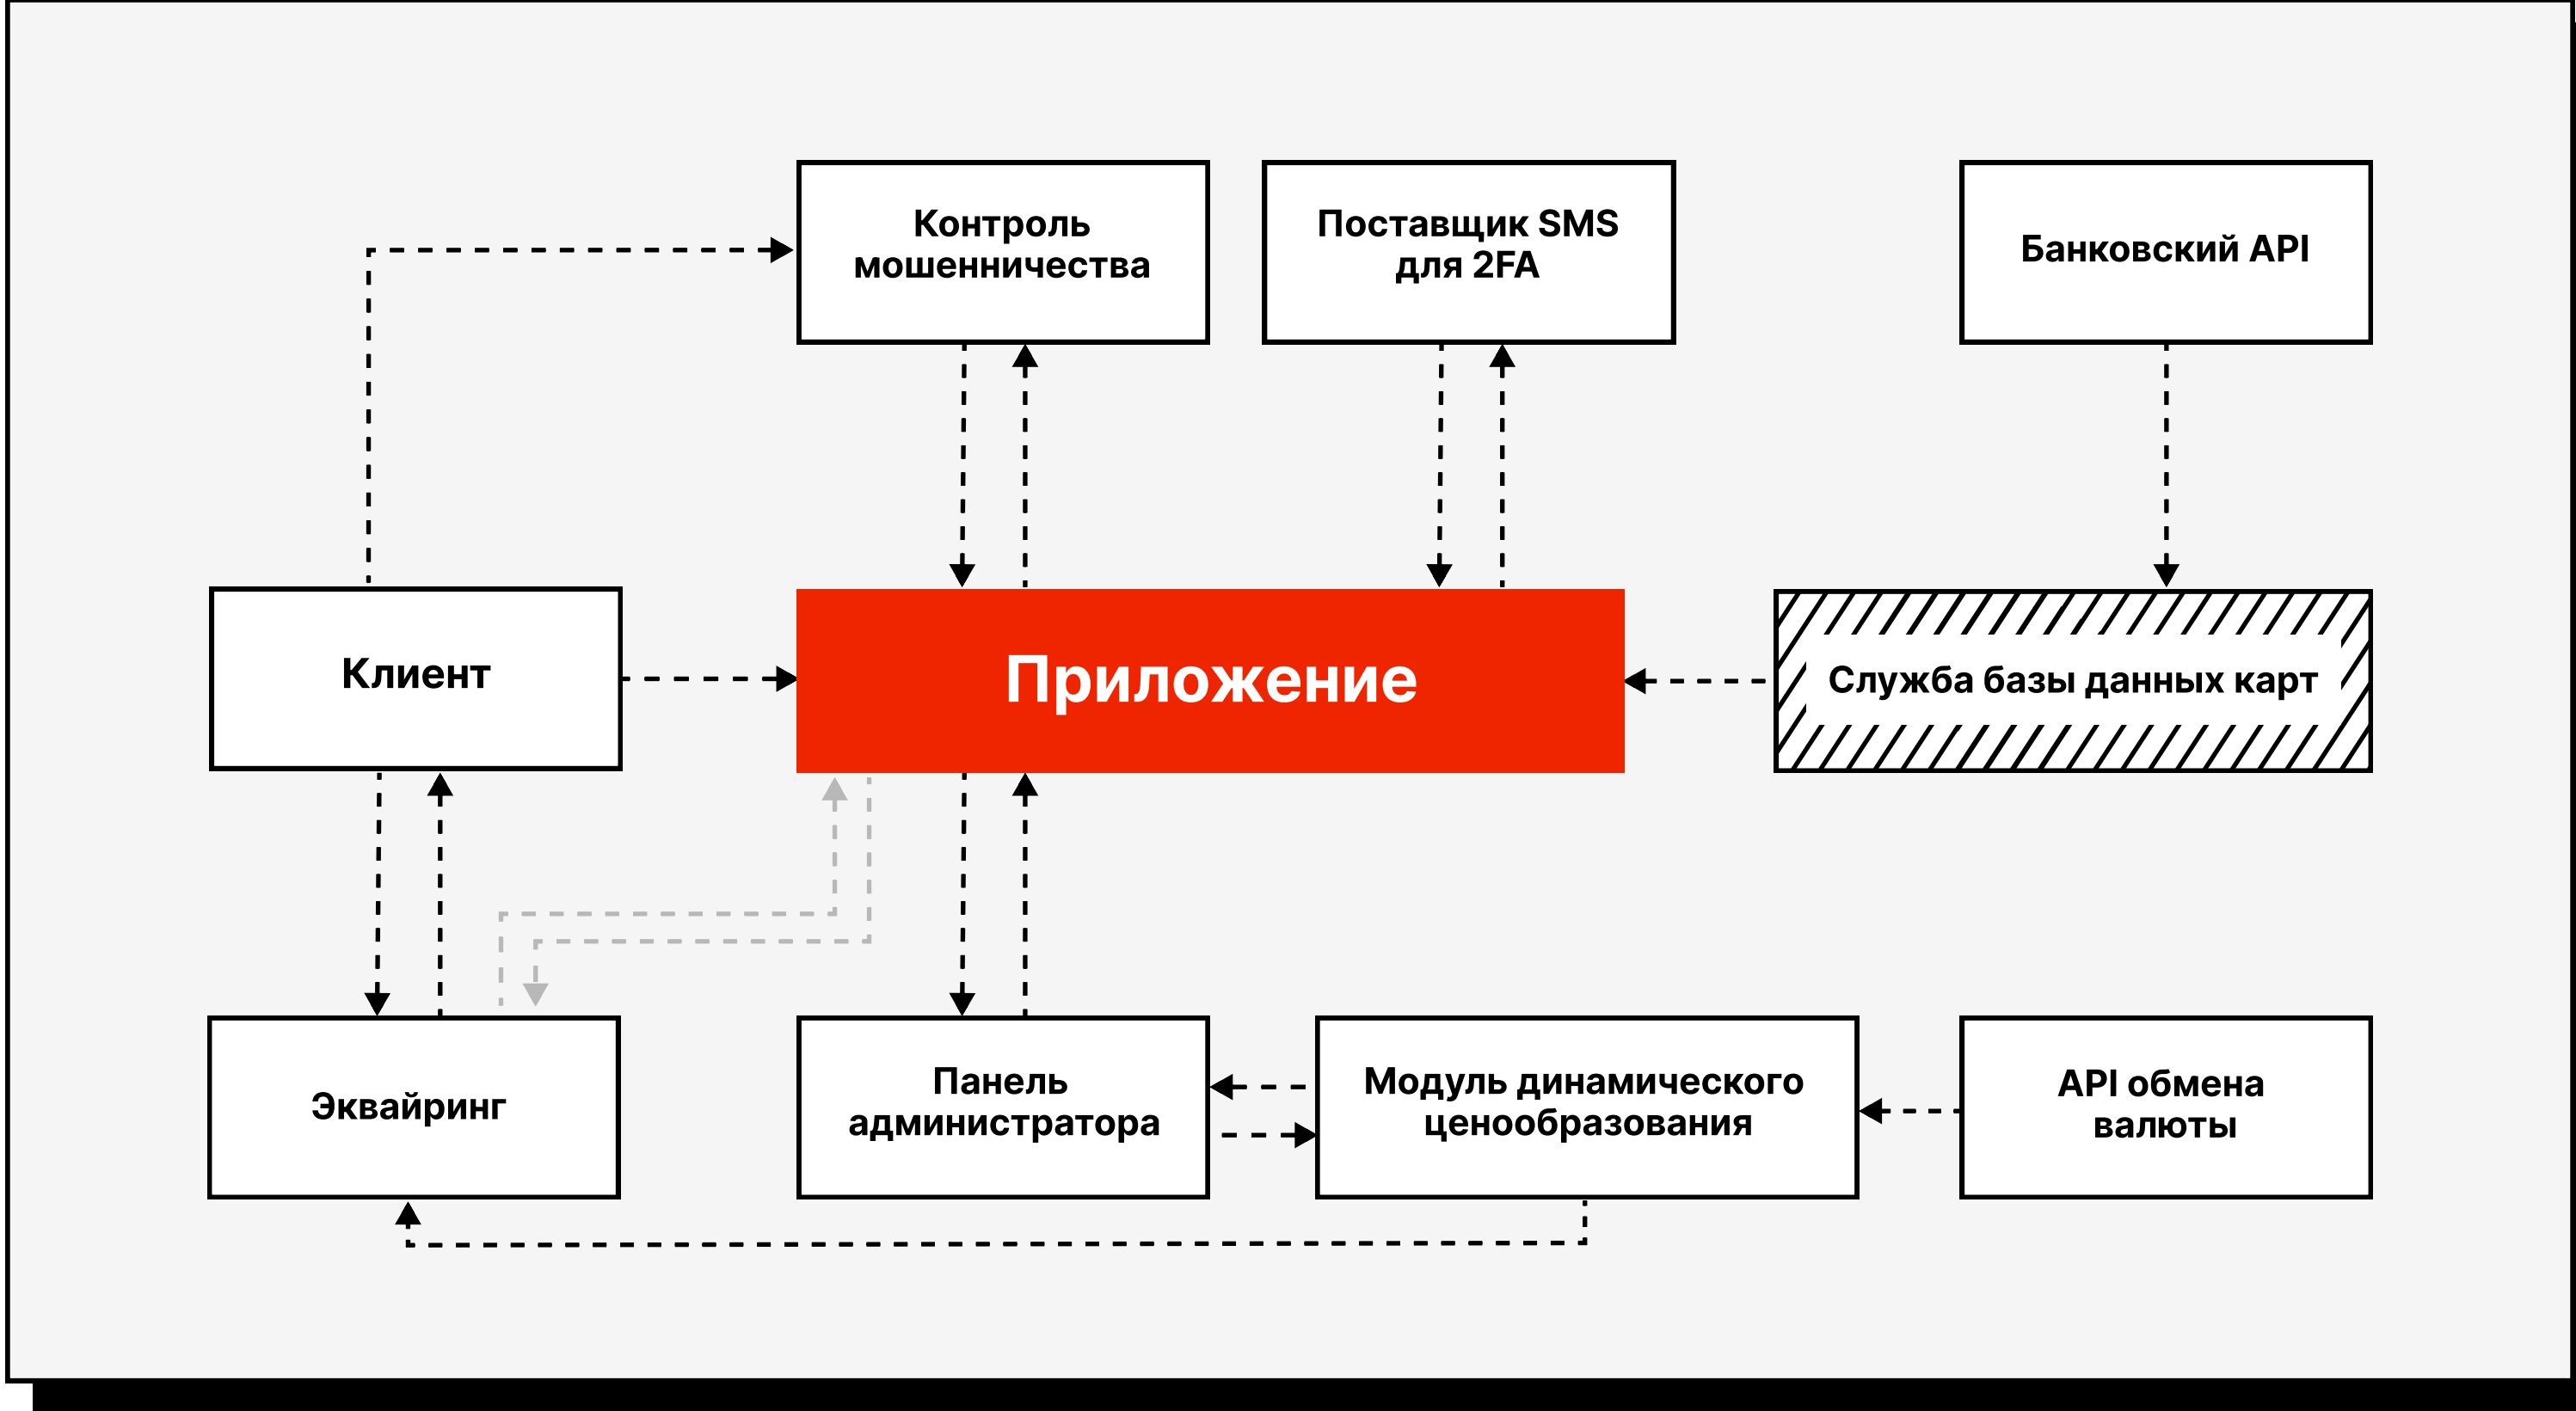 Контроль
мошенничества
Поставщик SMS
для 2FA
Банковский API
Клиент
Приложение
Служба базы данных карт
Эквайринг
Панель
администратора
Модуль динамического
ценообразования
API обмена
валюты